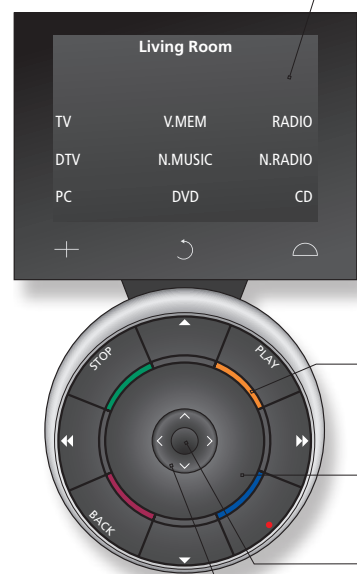 Living Room
TV V.MEM RADIO
DTV N.MUSIC N.RADIO
PC DVD CD
STOP PLAY
BACK